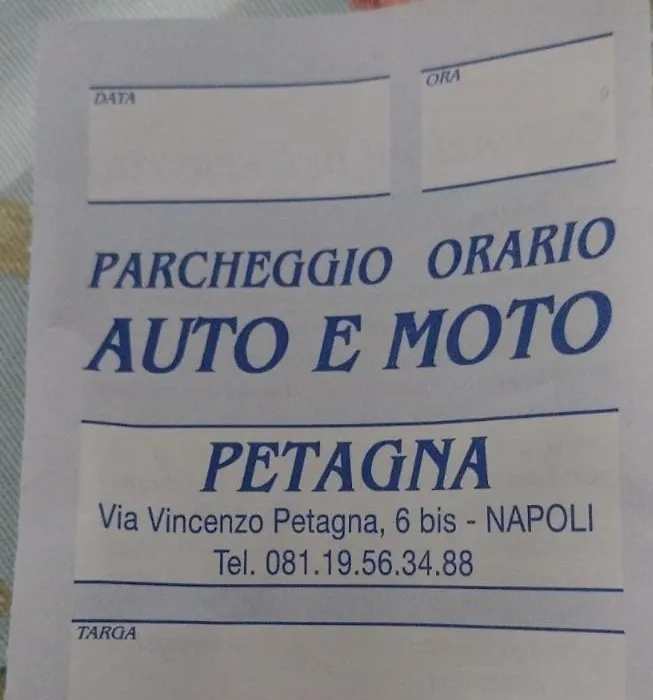 DATA
ORA
PARCHEGGIO ORARIO
AUTO E MOTO
PETAGNA
Via Vincenzo Petagna, 6 bis - NAPOLI
Tel. 081.19.56.34.88
TARGA